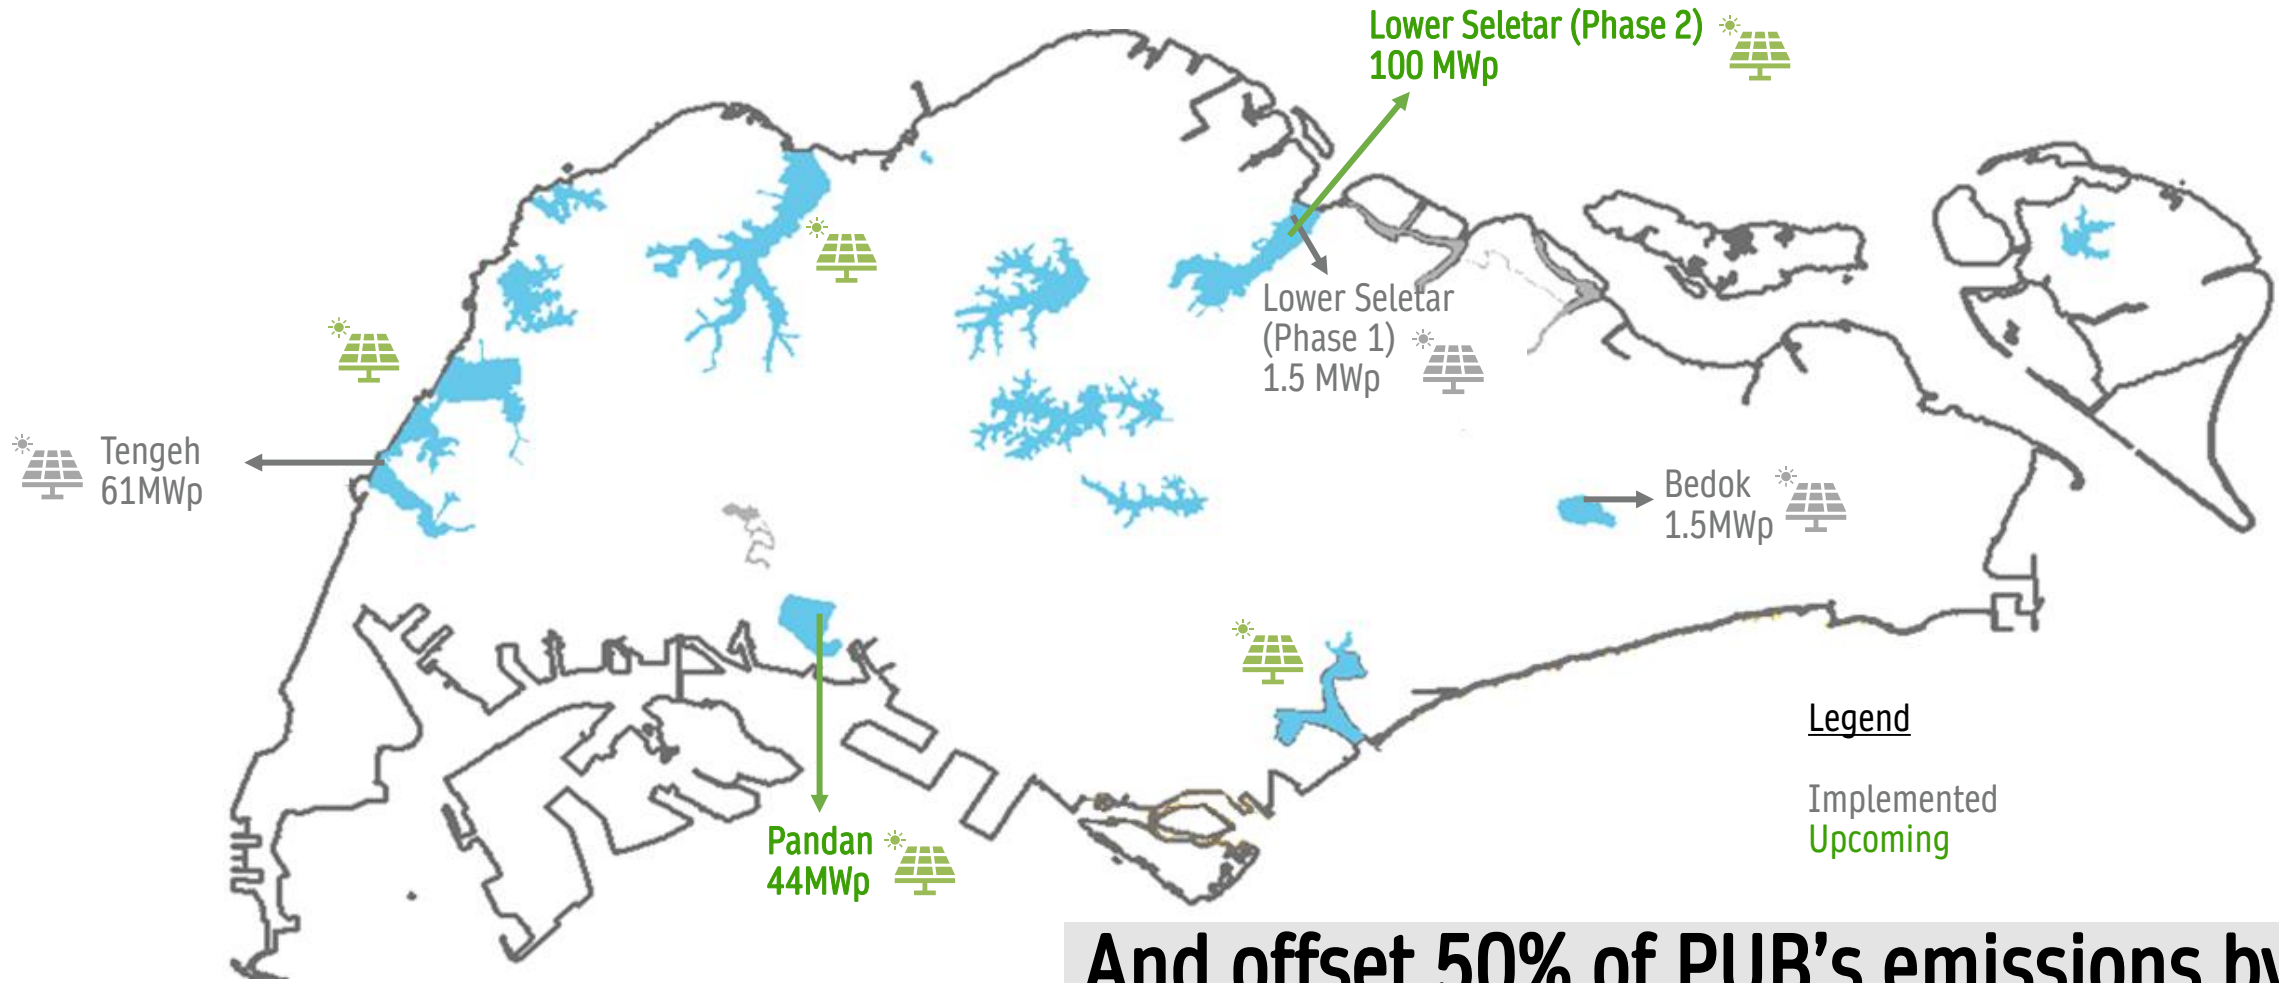 Lower Seletar (Phase 2)
100 MWp
Lower Seletar
(Phase 1)
1.5 MWp
Tengeh
61MWp
Bedok
1.5MWp
Pandan
44MWp
Legend
Implemented
Upcoming
And offset 50% of PUB's emissions by